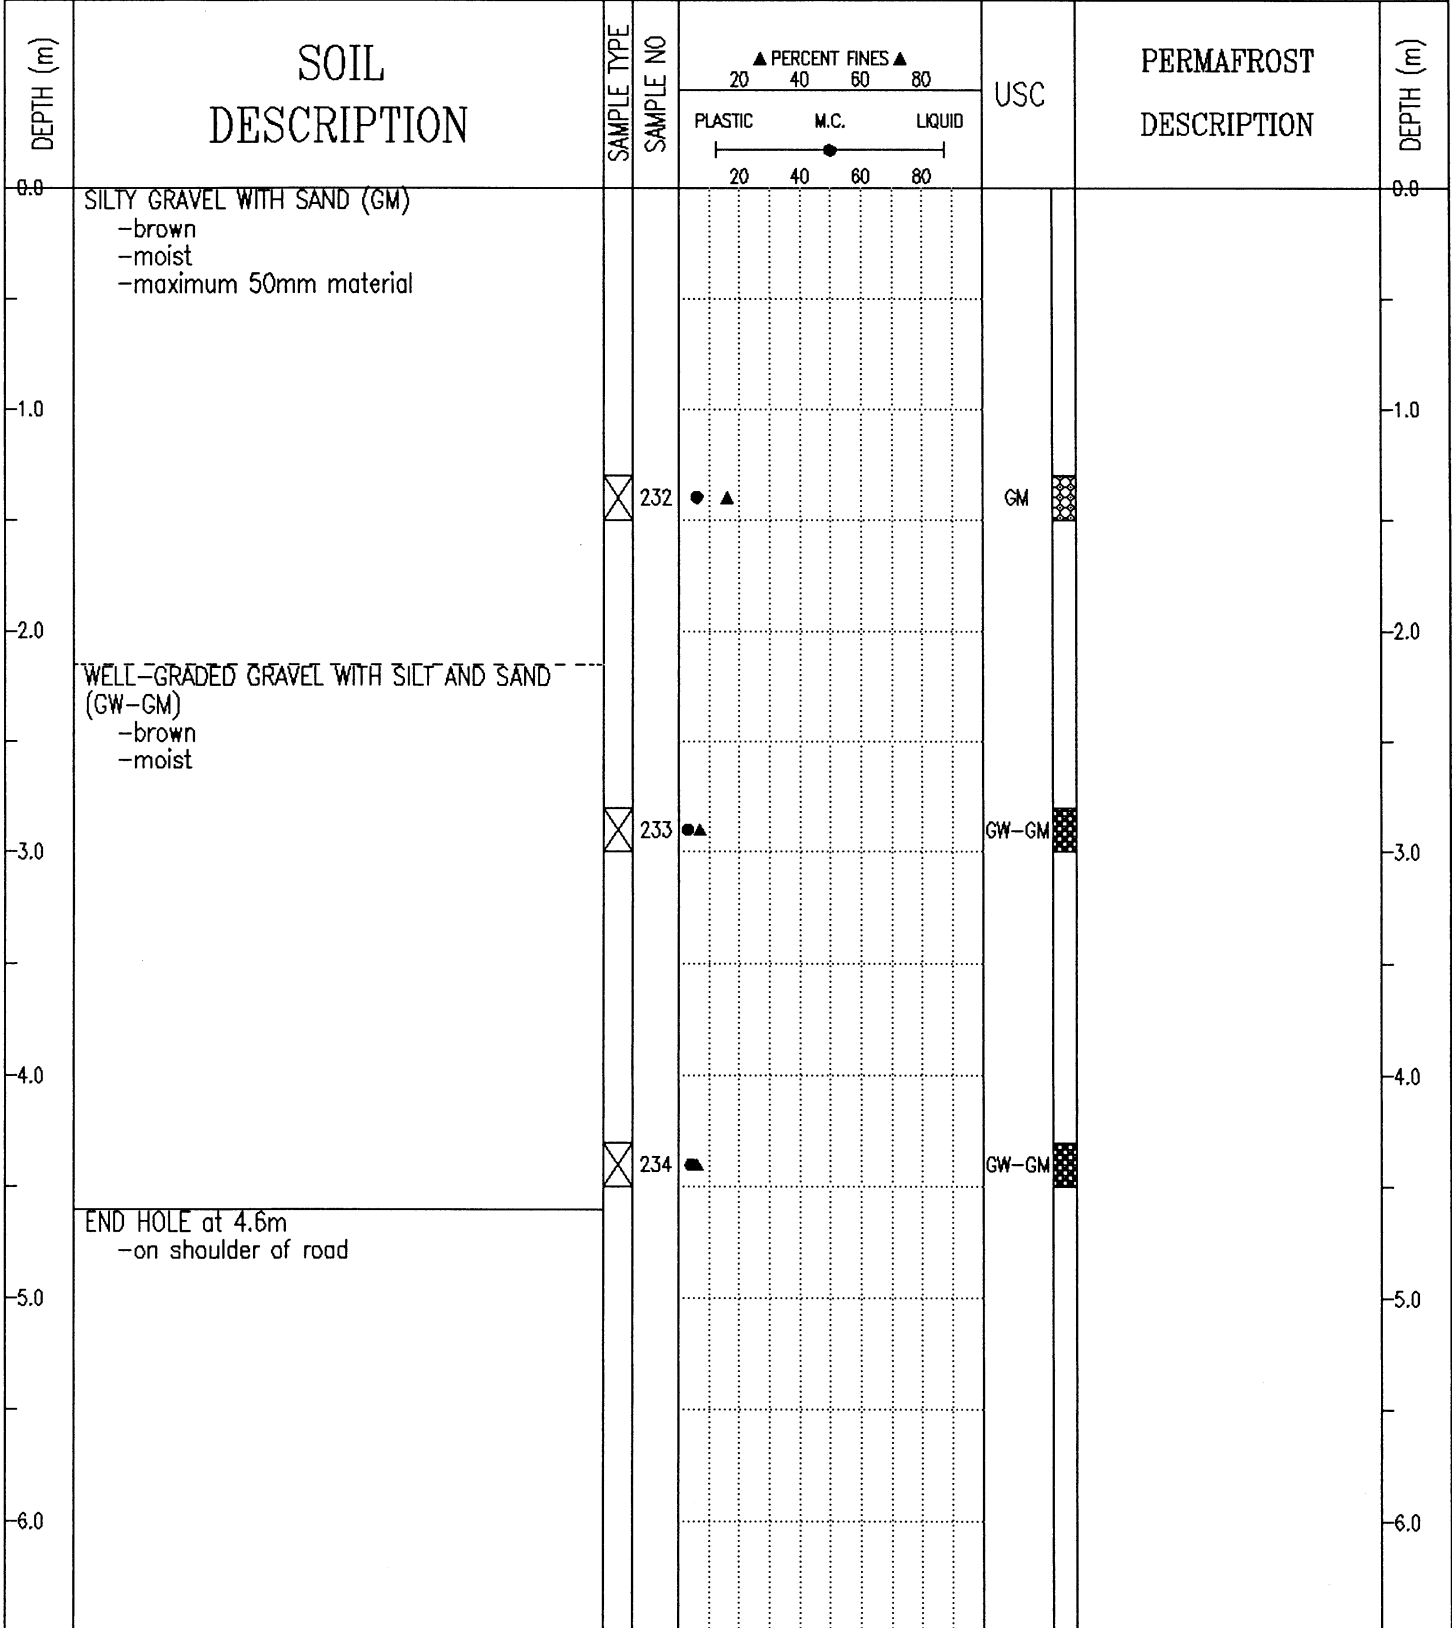 DEPTH (m)
SOIL
DESCRIPTION
SAMPLE TYPE
SAMPLE NO
▲ PERCENT FINES ▲
20 40 60 80
PLASTIC M.C. LIQUID
20 40 60 80
USC
PERMAFROST
DESCRIPTION
DEPTH (m)
0.0 0.0
SILTY GRAVEL WITH SAND (GM)
-brown
-moist
-maximum 50mm material
1.0 1.0
232 GM
2.0 2.0
WELL-GRADED GRAVEL WITH SILT AND SAND
(GW-GM)
-brown
-moist
233 GW-GM
3.0 3.0
4.0 4.0
234 GW-GM
END HOLE at 4.6m
-on shoulder of road
5.0 5.0
6.0 6.0